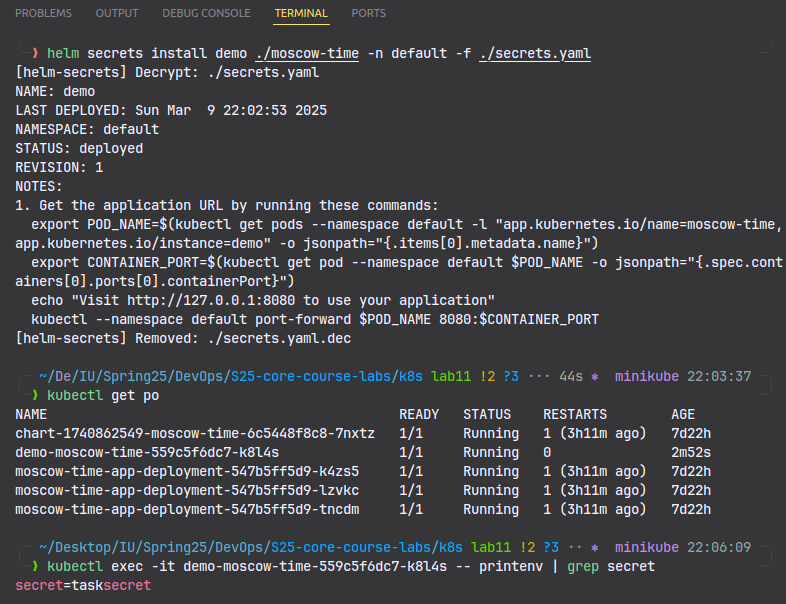 PROBLEMS OUTPUT DEBUG CONSOLE TERMINAL PORTS
❯ helm secrets install demo ./moscow-time -n default -f ./secrets.yaml
[helm-secrets] Decrypt: ./secrets.yaml
NAME: demo
LAST DEPLOYED: Sun Mar  9 22:02:53 2025
NAMESPACE: default
STATUS: deployed
REVISION: 1
NOTES:
1. Get the application URL by running these commands:
  export POD_NAME=$(kubectl get pods --namespace default -l "app.kubernetes.io/name=moscow-time,
app.kubernetes.io/instance=demo" -o jsonpath="{.items[0].metadata.name}")
  export CONTAINER_PORT=$(kubectl get pod --namespace default $POD_NAME -o jsonpath="{.spec.cont
ainers[0].ports[0].containerPort}")
  echo "Visit http://127.0.0.1:8080 to use your application"
  kubectl --namespace default port-forward $POD_NAME 8080:$CONTAINER_PORT
[helm-secrets] Removed: ./secrets.yaml.dec
~/De/IU/Spring25/DevOps/S25-core-course-labs/k8s lab11 !2 ?3 ··· 44s ⎈ minikube 22:03:37
❯ kubectl get po
NAME READY STATUS RESTARTS AGE
chart-1740862549-moscow-time-6c5448f8c8-7nxtz 1/1 Running 1 (3h11m ago) 7d22h
demo-moscow-time-559c5f6dc7-k8l4s 1/1 Running 0 2m52s
moscow-time-app-deployment-547b5ff5d9-k4zs5 1/1 Running 1 (3h11m ago) 7d22h
moscow-time-app-deployment-547b5ff5d9-lzvkc 1/1 Running 1 (3h11m ago) 7d22h
moscow-time-app-deployment-547b5ff5d9-tncdm 1/1 Running 1 (3h11m ago) 7d22h
~/Desktop/IU/Spring25/DevOps/S25-core-course-labs/k8s lab11 !2 ?3 ·· ⎈ minikube 22:06:09
❯ kubectl exec -it demo-moscow-time-559c5f6dc7-k8l4s -- printenv | grep secret
secret=tasksecret